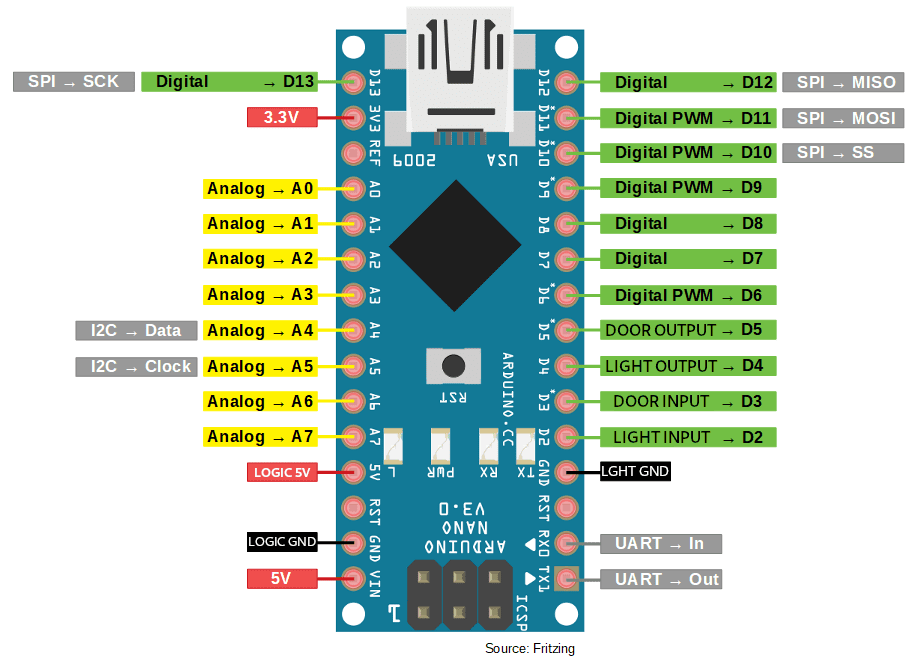 SPI → SCK
Digital → D13
3.3V
Analog → A0
Analog → A1
Analog → A2
Analog → A3
I2C → Data
Analog → A4
I2C → Clock
Analog → A5
Analog → A6
Analog → A7
LOGIC 5V
LOGIC GND
5V
D13
3V3
REF
A0
A1
A2
A3
A4
A5
A6
A7
5V
RST
GND
VIN
USA
2009
RST
ARDUINO.CC
L
PWR
RX
TX
ARDUINO
NANO
V3.0
1
ICSP
D12
D11*
D10*
D9*
D8
D7
D6*
D5*
D4
D3*
D2
GND
RST
RX0
TX1
Digital → D12
SPI → MISO
Digital PWM → D11
SPI → MOSI
Digital PWM → D10
SPI → SS
Digital PWM → D9
Digital → D8
Digital → D7
Digital PWM → D6
DOOR OUTPUT → D5
LIGHT OUTPUT → D4
DOOR INPUT → D3
LIGHT INPUT → D2
LGHT GND
UART → In
UART → Out
Source: Fritzing